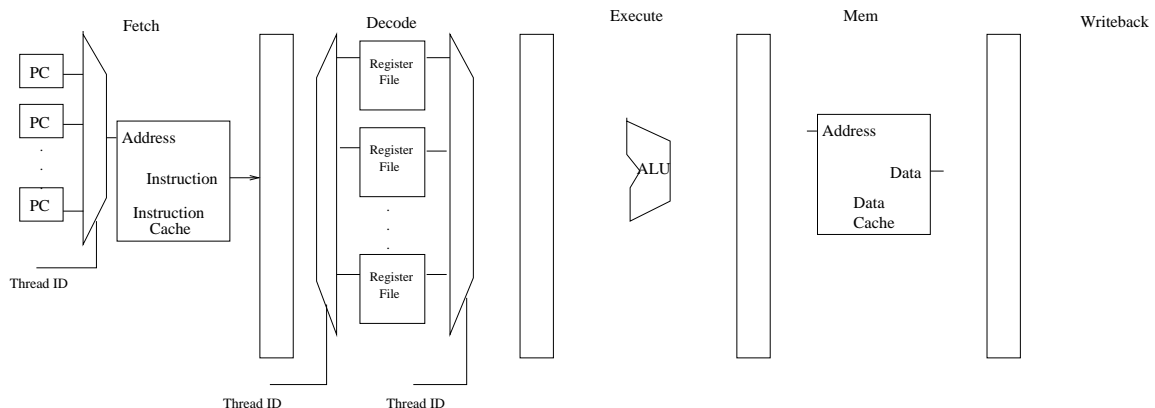 Fetch
Decode
Execute
Mem
Writeback
PC
PC
PC
Thread ID
Address
Instruction
Instruction
Cache
Register
File
Register
File
Register
File
Thread ID
Thread ID
ALU
Address
Data
Data
Cache